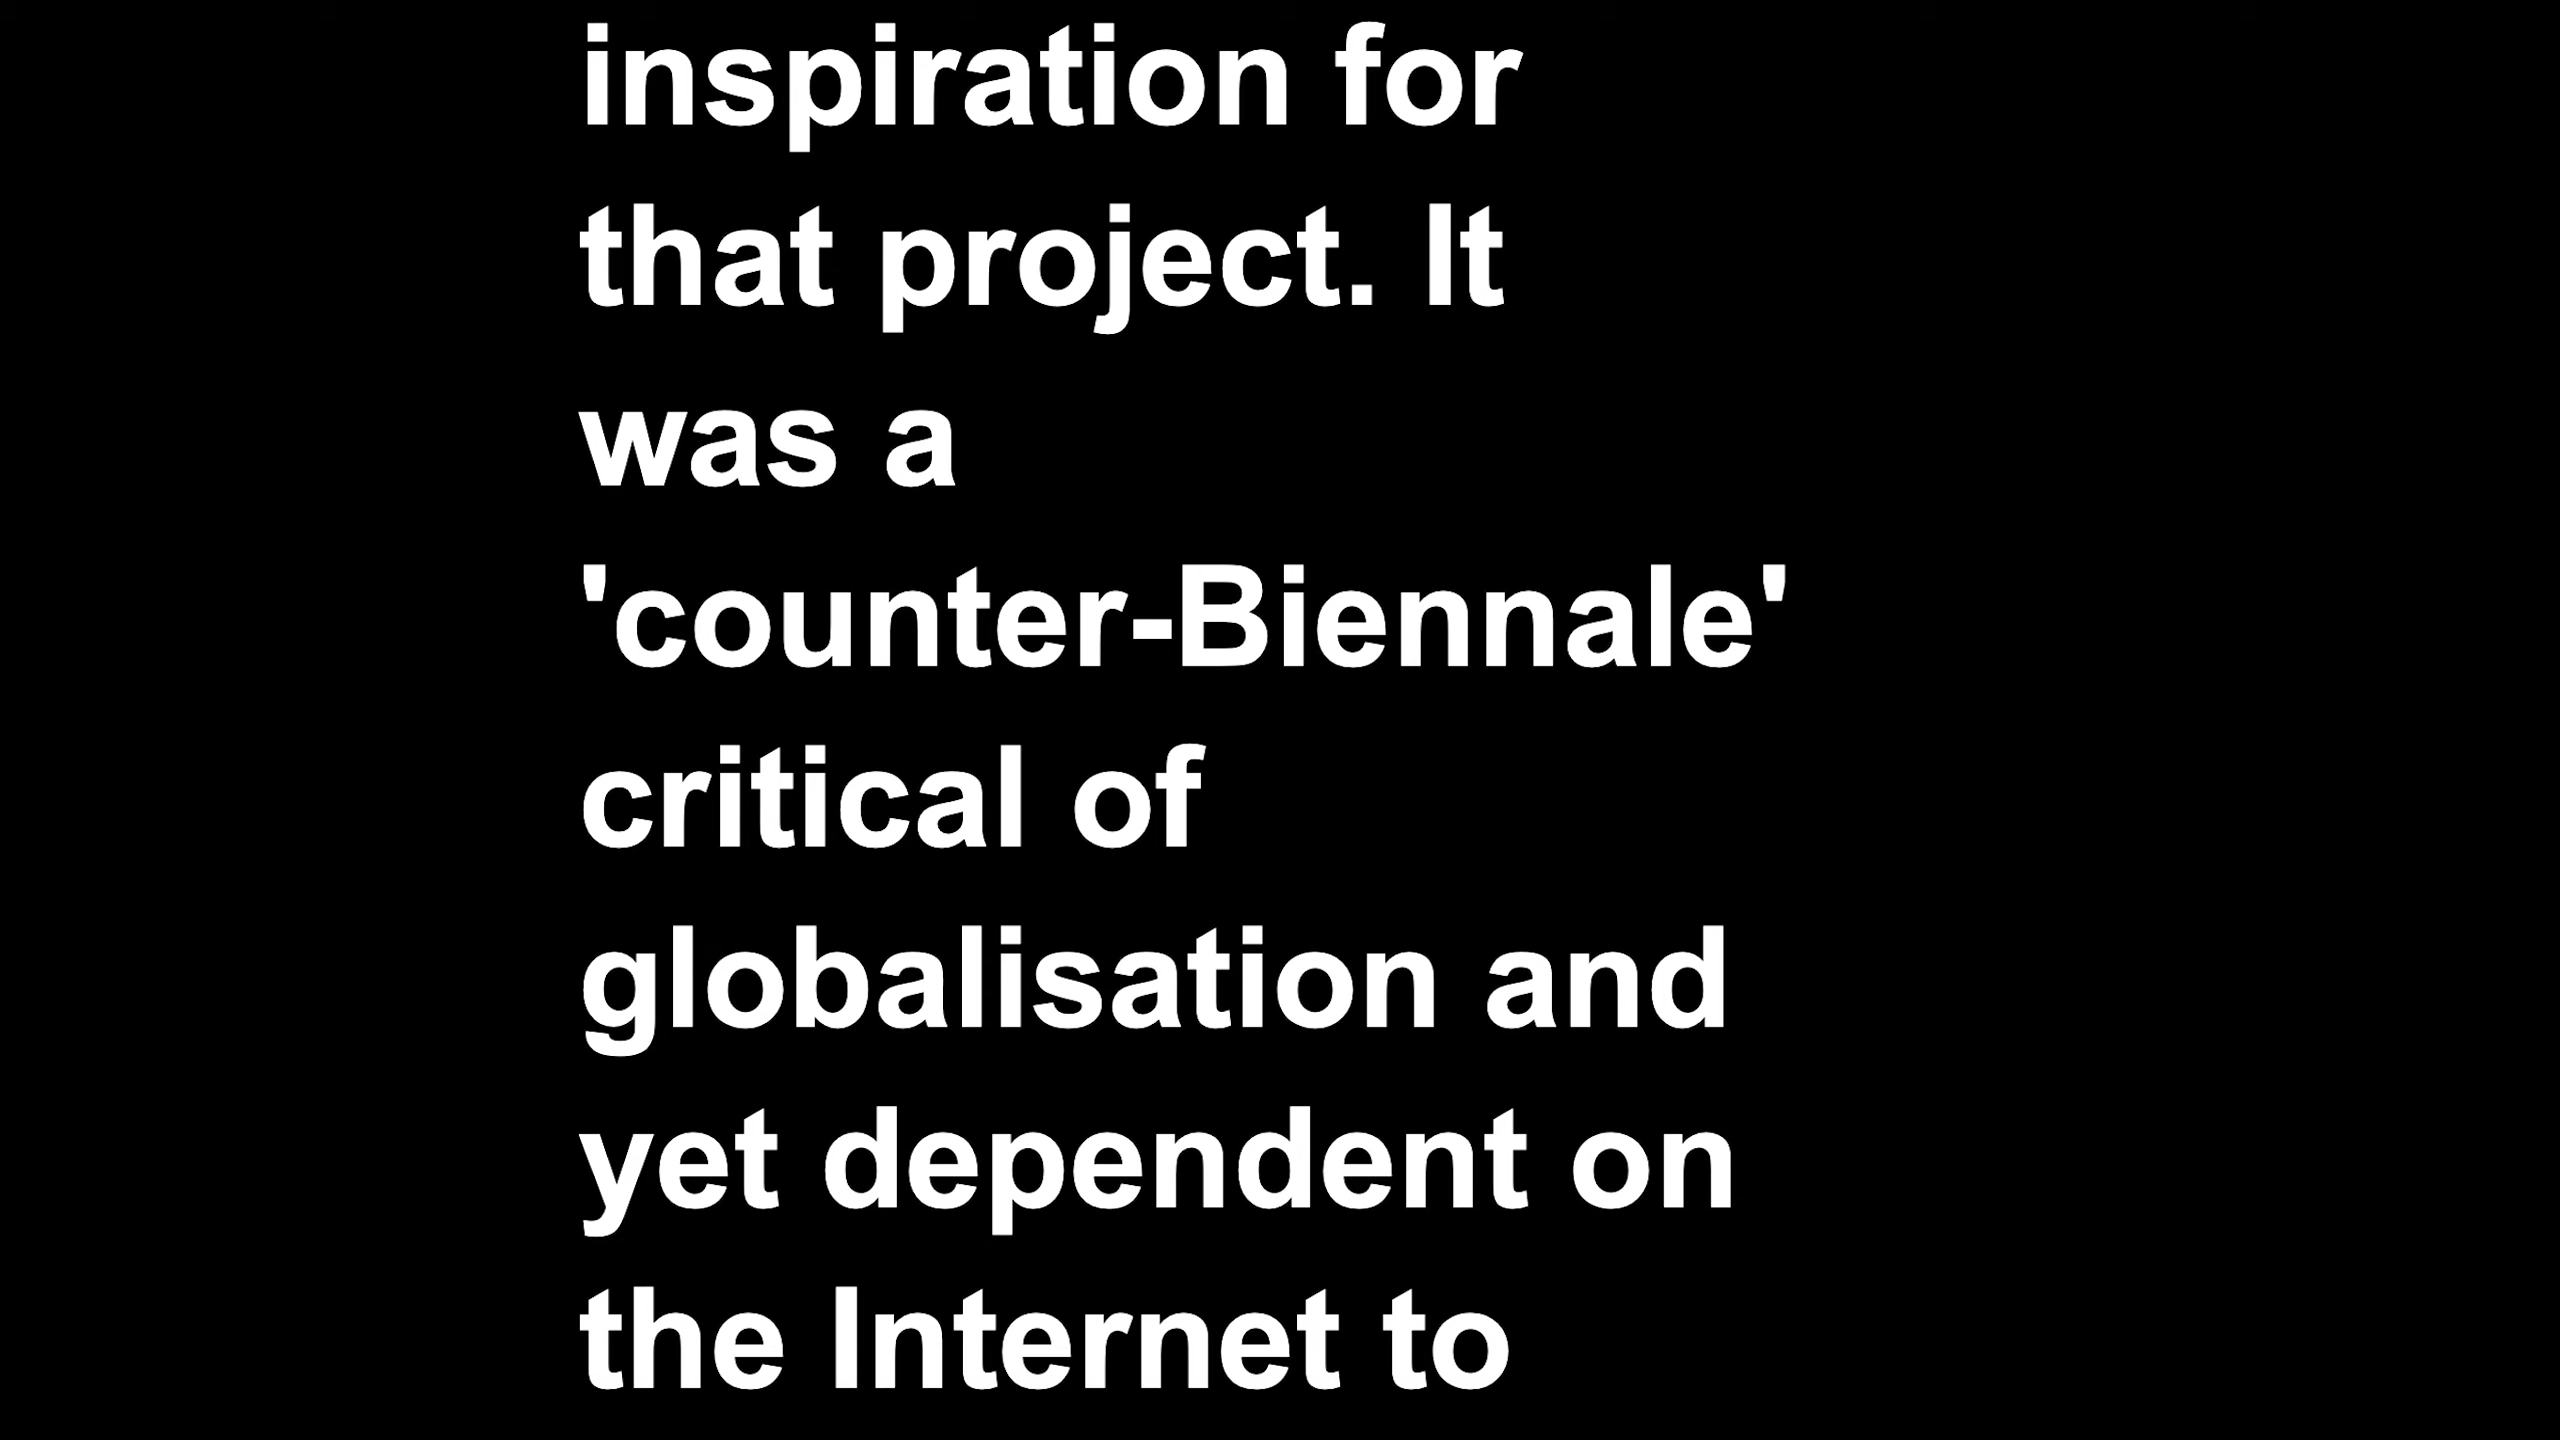 inspiration for
that project. It
was a
'counter-Biennale'
critical of
globalisation and
yet dependent on
the Internet to